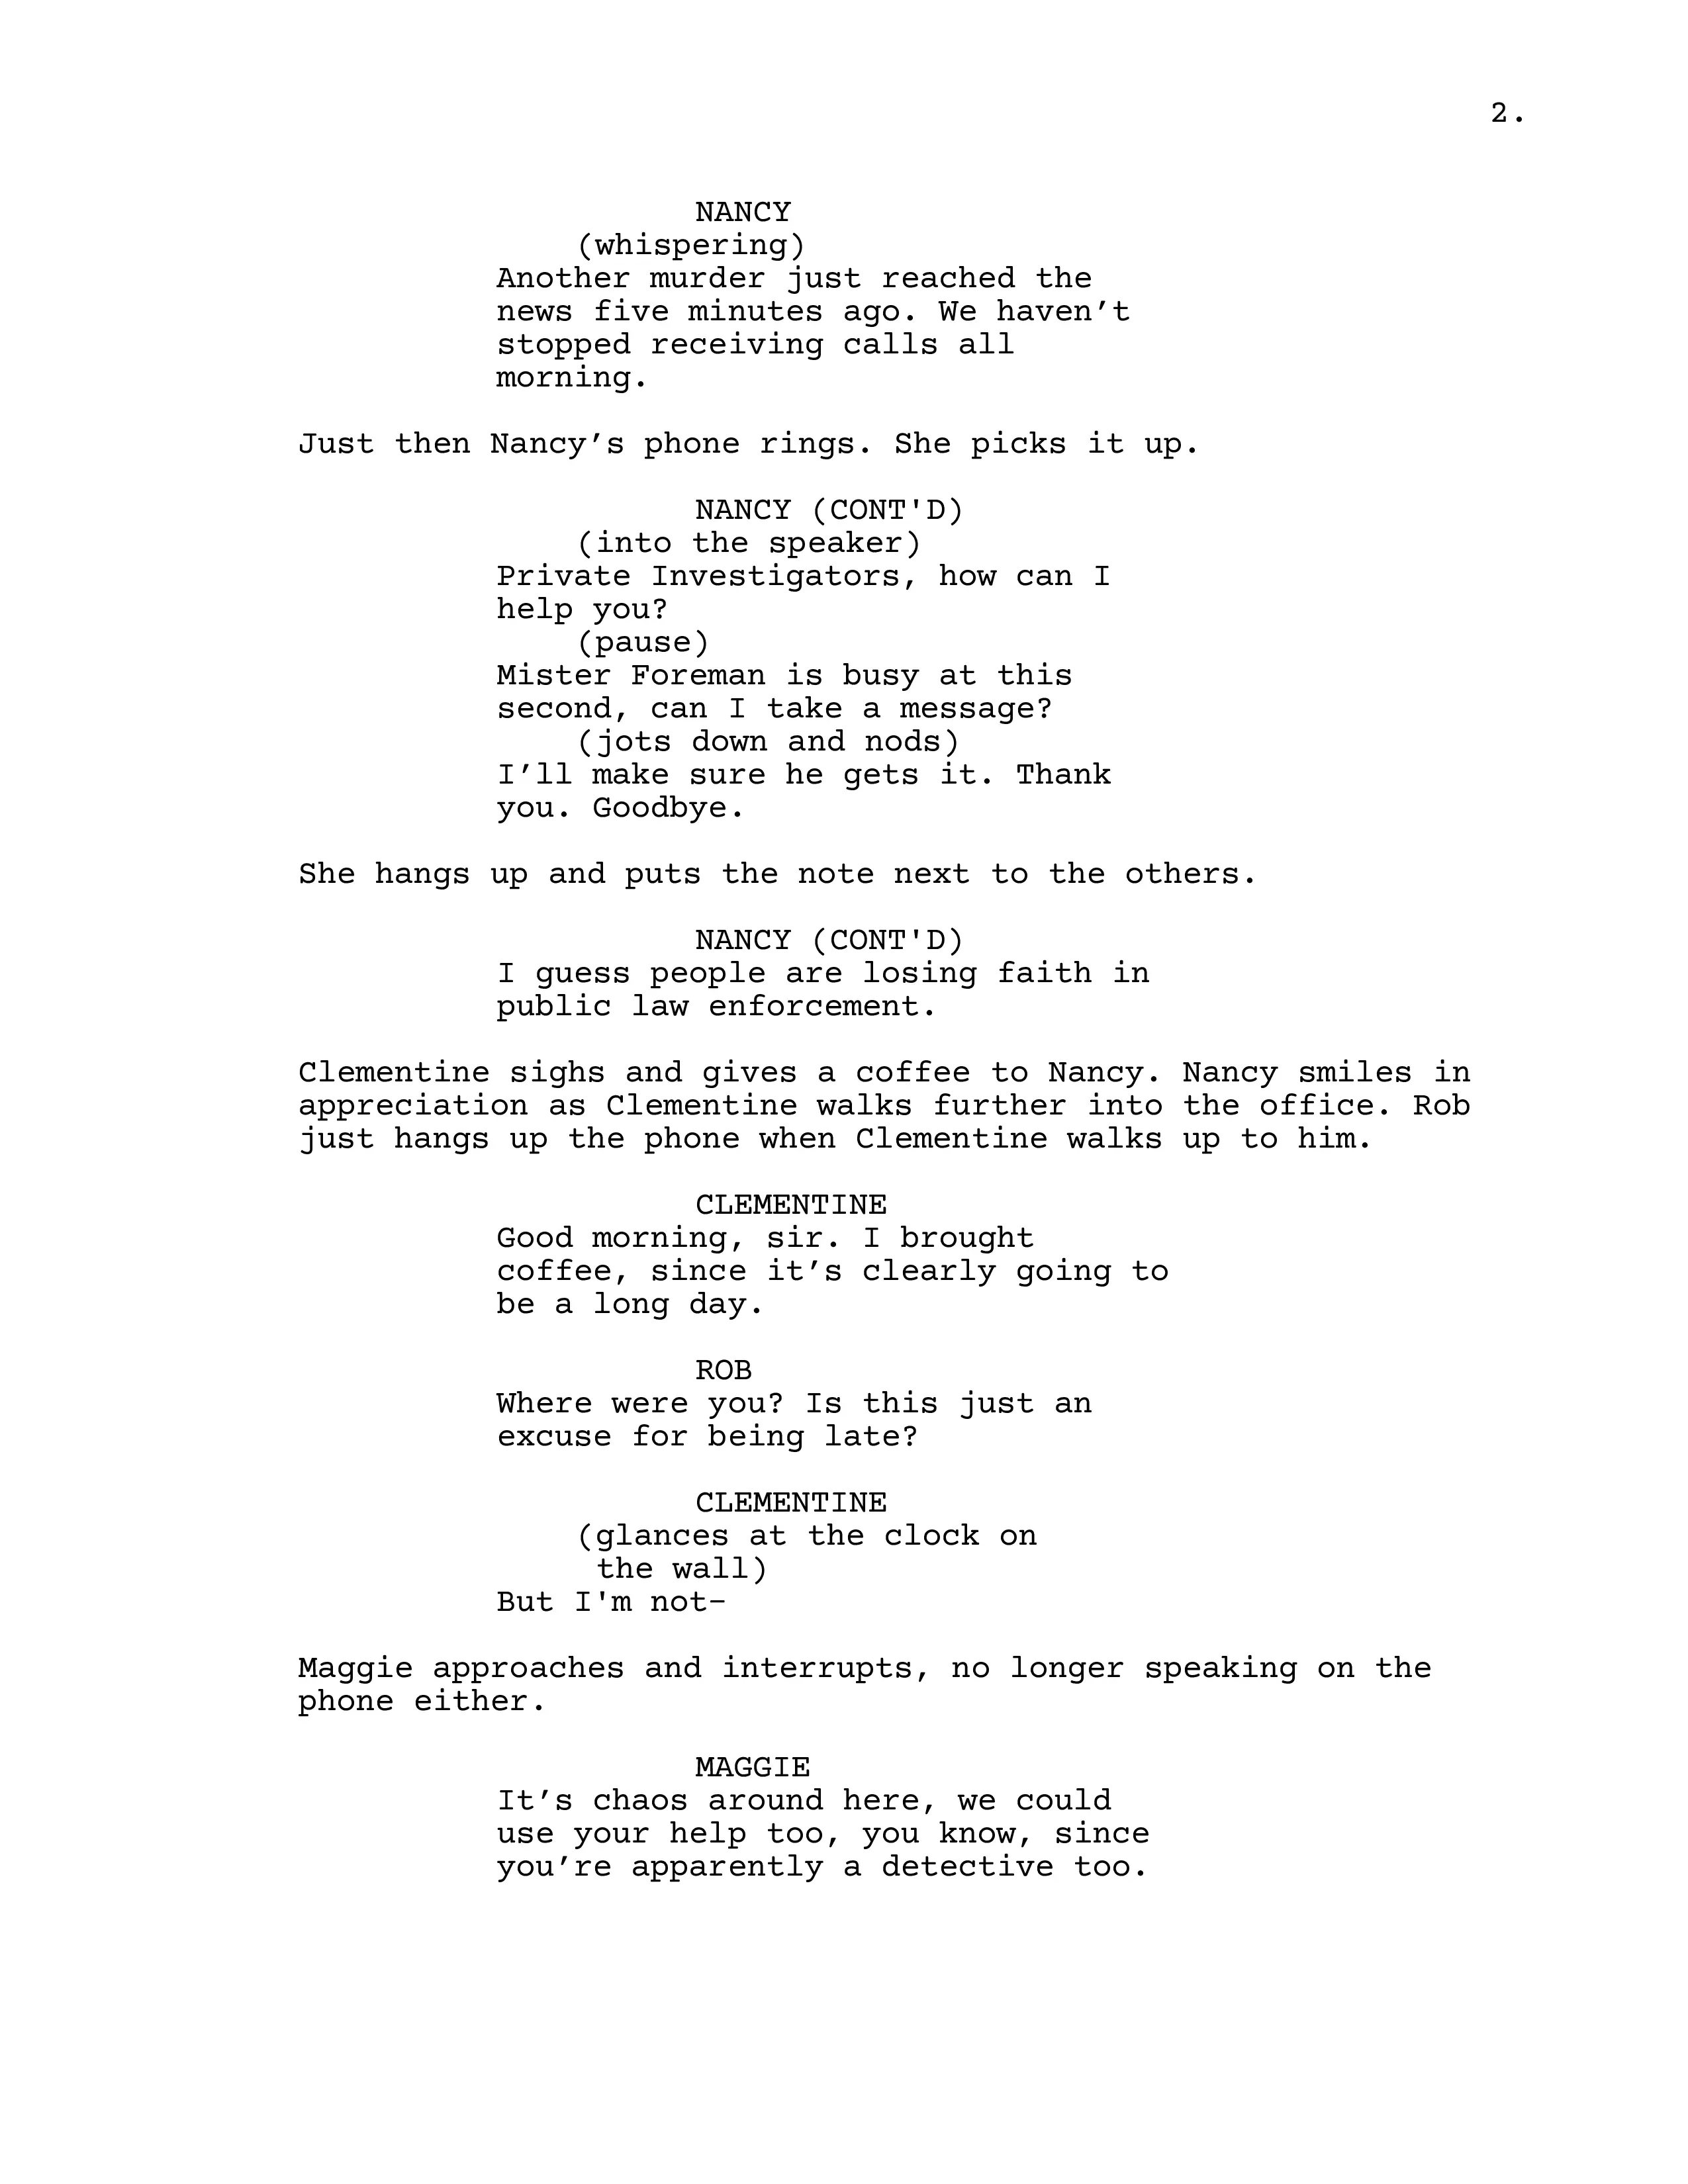 2.
NANCY
(whispering)
Another murder just reached the
news five minutes ago. We haven’t
stopped receiving calls all
morning.
Just then Nancy’s phone rings. She picks it up.
NANCY (CONT'D)
(into the speaker)
Private Investigators, how can I
help you?
(pause)
Mister Foreman is busy at this
second, can I take a message?
(jots down and nods)
I’ll make sure he gets it. Thank
you. Goodbye.
She hangs up and puts the note next to the others.
NANCY (CONT'D)
I guess people are losing faith in
public law enforcement.
Clementine sighs and gives a coffee to Nancy. Nancy smiles in
appreciation as Clementine walks further into the office. Rob
just hangs up the phone when Clementine walks up to him.
CLEMENTINE
Good morning, sir. I brought
coffee, since it’s clearly going to
be a long day.
ROB
Where were you? Is this just an
excuse for being late?
CLEMENTINE
(glances at the clock on
the wall)
But I'm not-
Maggie approaches and interrupts, no longer speaking on the
phone either.
MAGGIE
It’s chaos around here, we could
use your help too, you know, since
you’re apparently a detective too.